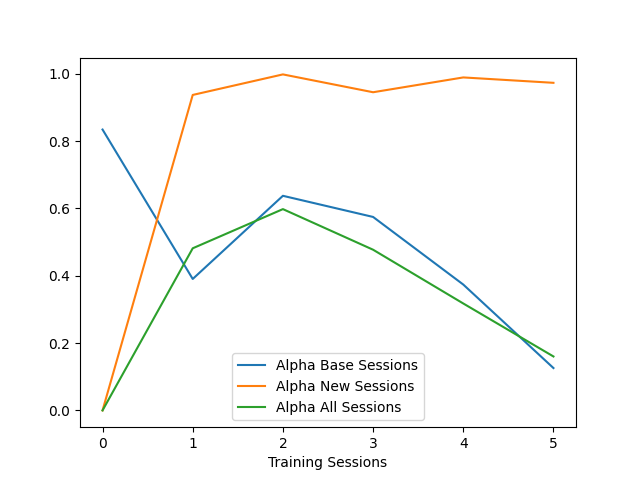 1.0
0.8
0.6
0.4
0.2
0.0
Alpha Base Sessions
Alpha New Sessions
Alpha All Sessions
0 1 2 3 4 5
Training Sessions